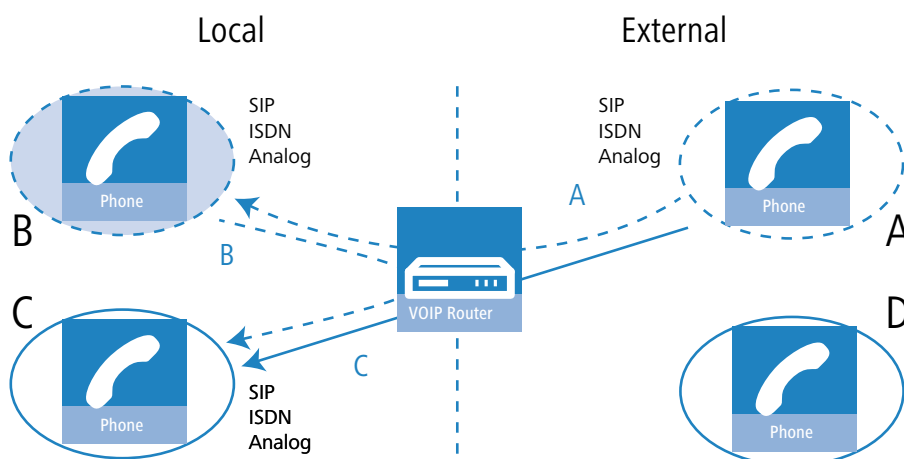 Local
External
SIP
ISDN
Analog
Phone
B
B
SIP
ISDN
Analog
Phone
A
A
VOIP Router
C
Phone
C
SIP
ISDN
Analog
D
Phone